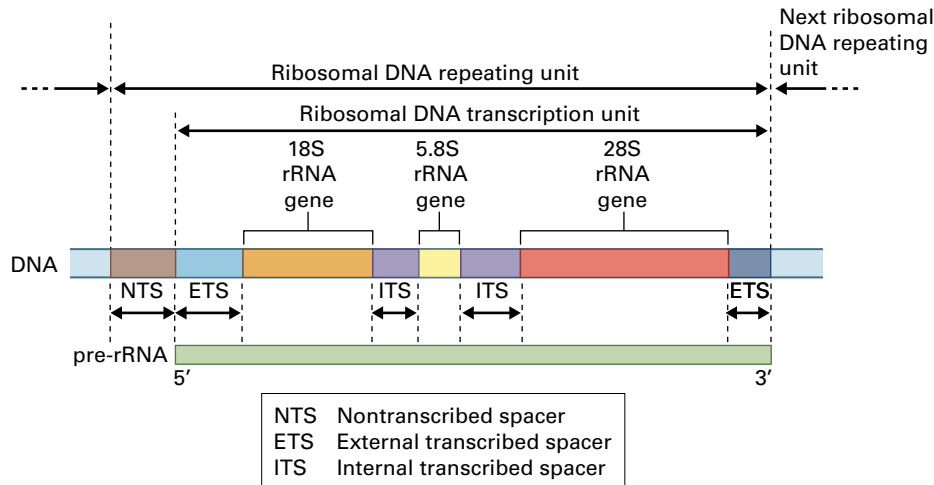 Next ribosomal
DNA repeating
unit
Ribosomal DNA repeating unit
Ribosomal DNA transcription unit
18S
rRNA
gene
5.8S
rRNA
gene
28S
rRNA
gene
DNA
NTS
ETS
ITS
ITS
ETS
pre-rRNA
5′
3′
NTS Nontranscribed spacer
ETS External transcribed spacer
ITS Internal transcribed spacer